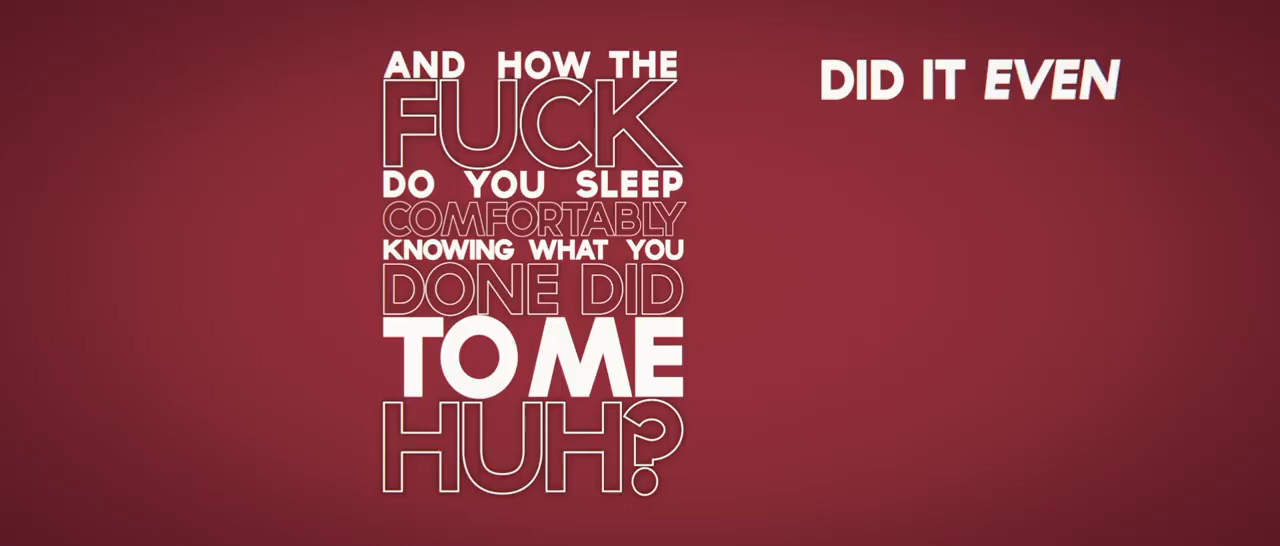 AND HOW THE
FUCK
DO YOU SLEEP
COMFORTABLY
KNOWING WHAT YOU
DONE DID
TO ME
HUH?
DID IT EVEN